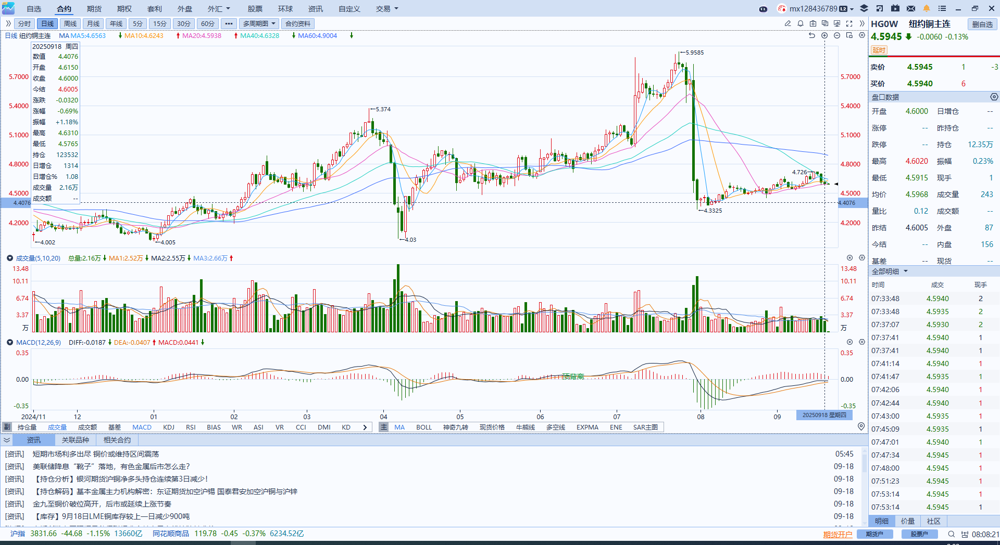 自选 合约 期货 期权 套利 外盘 外汇 股票 环球 资讯 自定义 交易 mx128436789 L2
分时 日线 周线 月线 年线 5分 15分 30分 60分 ••• 多周期图 合约资料
日线 纽约铜主连 MA MA5:4.6563 MA10:4.6243 MA20:4.5938 MA40:4.6328 MA60:4.9004
20250918 周四
数值 4.4076
开盘 4.6150
收盘 4.6000
今结 4.6005
涨跌 -0.0320
涨幅 -0.69%
振幅 +1.18%
最高 4.6310
最低 4.5765
持仓 123532
日增仓 1314
日增仓% 1.08
成交量 2.16万
成交额 --
5.7000
5.4000
5.1000
4.8000
4.5000
4.4076
4.2000
5.9585
5.374
4.726
4.3325
4.03
4.005
4.002
5.7000
5.4000
5.1000
4.8000
4.5000
4.4076
4.2000
成交量(5,10,20) 总量:2.16万 MA1:2.52万 MA2:2.55万 MA3:2.66万
13.48
10.11
6.74
3.37
万
13.48
10.11
6.74
3.37
万
MACD(12,26,9) DIFF:-0.0187 DEA:-0.0407 MACD:0.0441
0.35
0.00
-0.35
顶背离
0.35
0.00
-0.35
2024/11 12 01 02 03 04 05 06 07 08 09 20250918 星期四
副 持仓量 成交量 成交额 基差 MACD KDJ RSI BIAS WR ASI VR CCI DMI KD
主 MA BOLL 神奇九转 现货价格 牛熊线 多空线 EXPMA ENE SAR主图
资讯 关联品种 相关合约
[资讯] 短期市场利多出尽 铜价或维持区间震荡 05:45
[资讯] 美联储降息“靴子”落地，有色金属后市怎么走？ 09-18
[资讯] 【持仓分析】银河期货沪铜净多头持仓连续第3日减少！ 09-18
[资讯] 【持仓解码】基本金属主力机构解密：东证期货加空沪锡 国泰君安加空沪铜与沪锌 09-18
[资讯] 金九至铜价破位高开，后市或延续上涨节奏 09-18
[资讯] 【库存】9月18日LME铜库存较上一日减少900吨 09-18
HG0W 纽约铜主连 删自选
4.5945 -0.0060 -0.13%
延时
卖价 4.5945 1 -3
买价 4.5940 6
盘口数据
开盘 4.6000 日增仓 --
涨停 -- 昨持仓 --
跌停 -- 持仓 12.35万
最高 4.6020 振幅 0.23%
最低 4.5915 现手 1
均价 4.5968 成交量 243
量比 0.12 成交额 --
昨结 4.6005 外盘 87
今结 -- 内盘 156
基差 -- 现货 --
全部明细
时间 成交 现手
07:33:48 4.5940 2
07:33:48 4.5935 2
07:37:07 4.5930 2
07:37:41 4.5940 1
07:37:41 4.5940 1
07:41:14 4.5940 1
07:41:47 4.5935 1
07:42:06 4.5940 1
07:42:44 4.5940 1
07:43:00 4.5935 1
07:45:09 4.5935 1
07:47:01 4.5940 1
07:47:34 4.5945 1
07:48:00 4.5945 1
07:51:23 4.5945 1
07:53:14 4.5945 1
07:53:14 4.5945 1
明细 价量 社区
沪指 3831.66 -44.68 -1.15% 13660亿 同花顺商品 119.78 -0.45 -0.37% 6234.52亿 期货开户 期货户 股票户 08:08:21